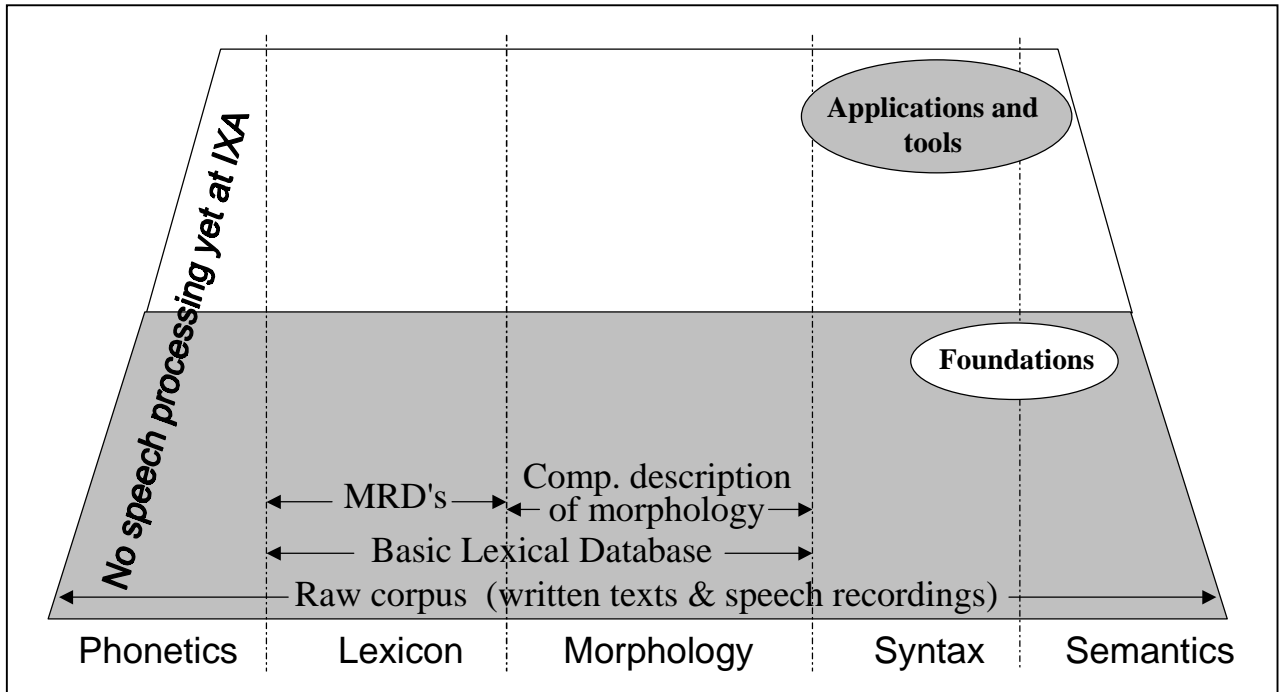 Applications and
tools
No speech processing yet at IXA
Foundations
MRD's
Comp. description
of morphology
Basic Lexical Database
Raw corpus (written texts & speech recordings)
Phonetics Lexicon Morphology Syntax Semantics